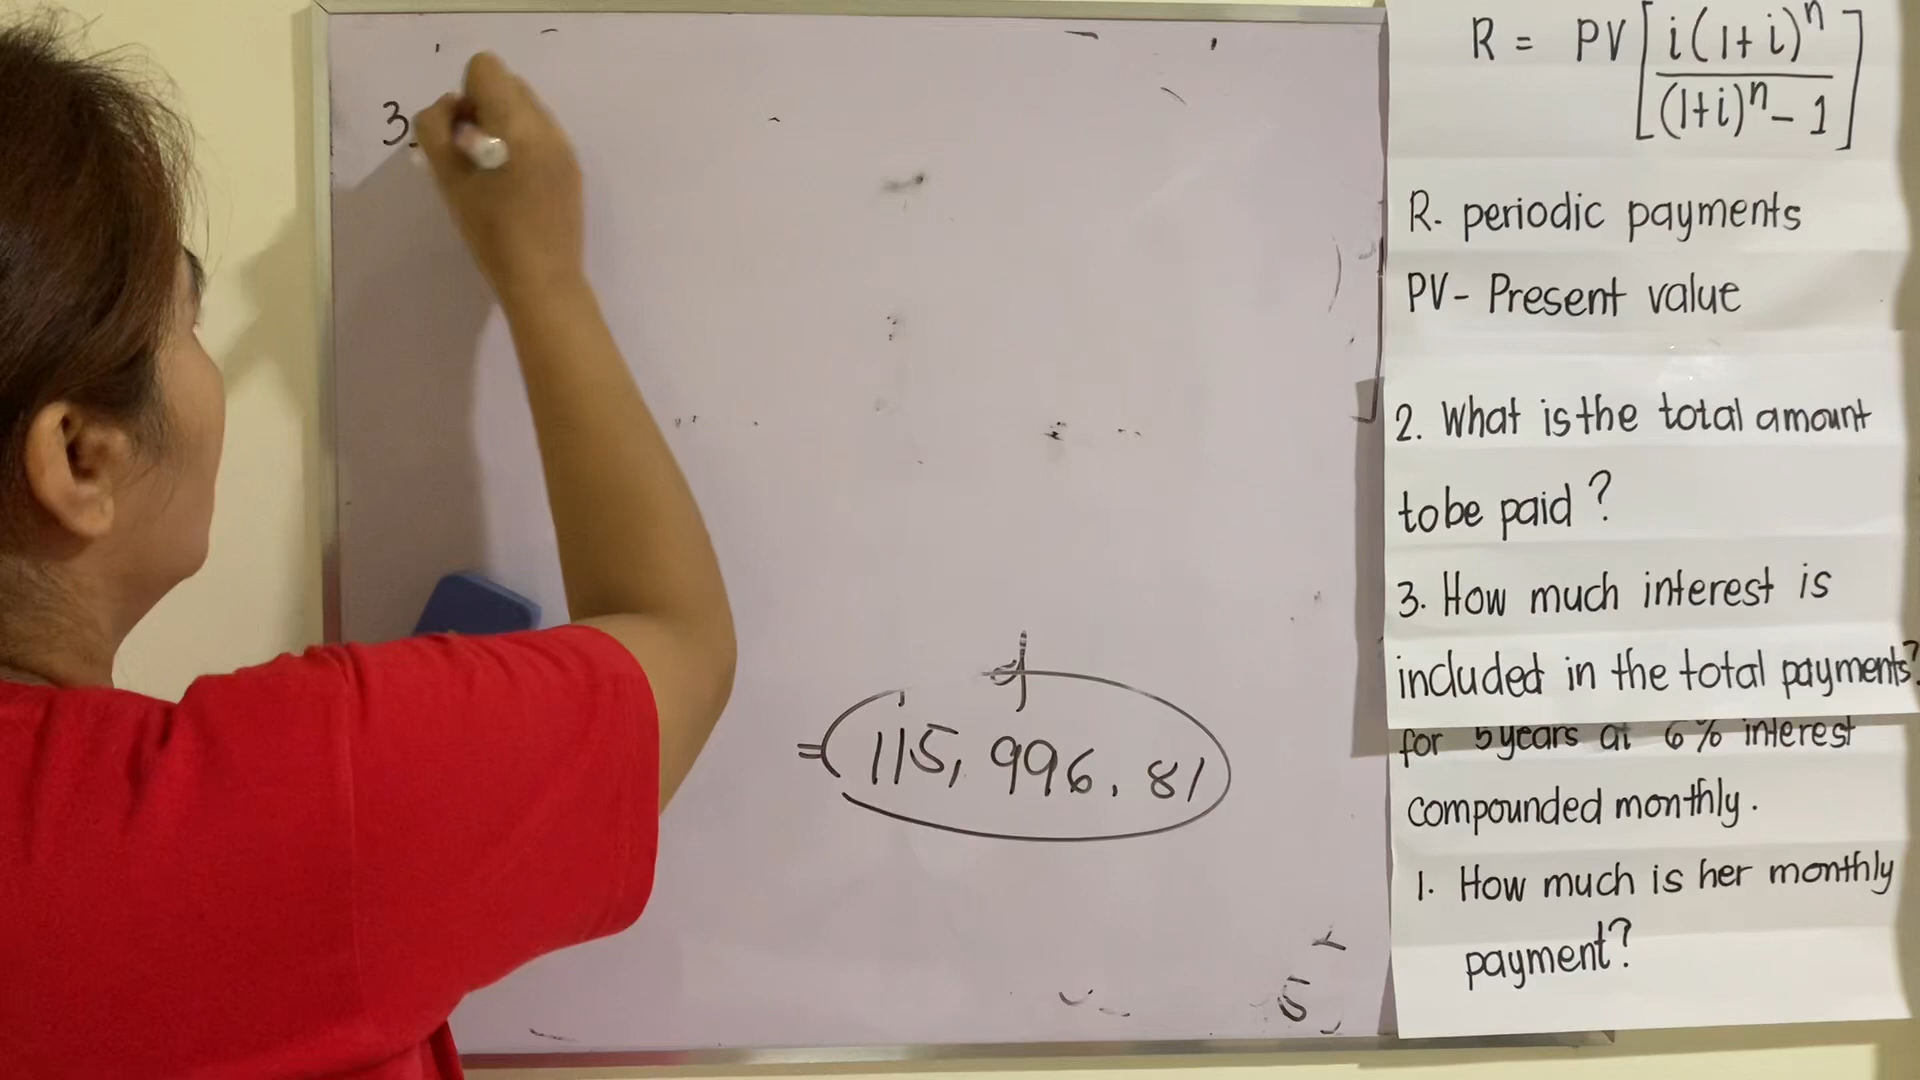 3.
= 115,996.81
5
R = PV [ i(1+i)^n / (1+i)^n - 1 ]
R- periodic payments
PV- Present value
2. What is the total amount
to be paid?
3. How much interest is
included in the total payments?
for 5 years at 6% interest
compounded monthly.
1. How much is her monthly
payment?